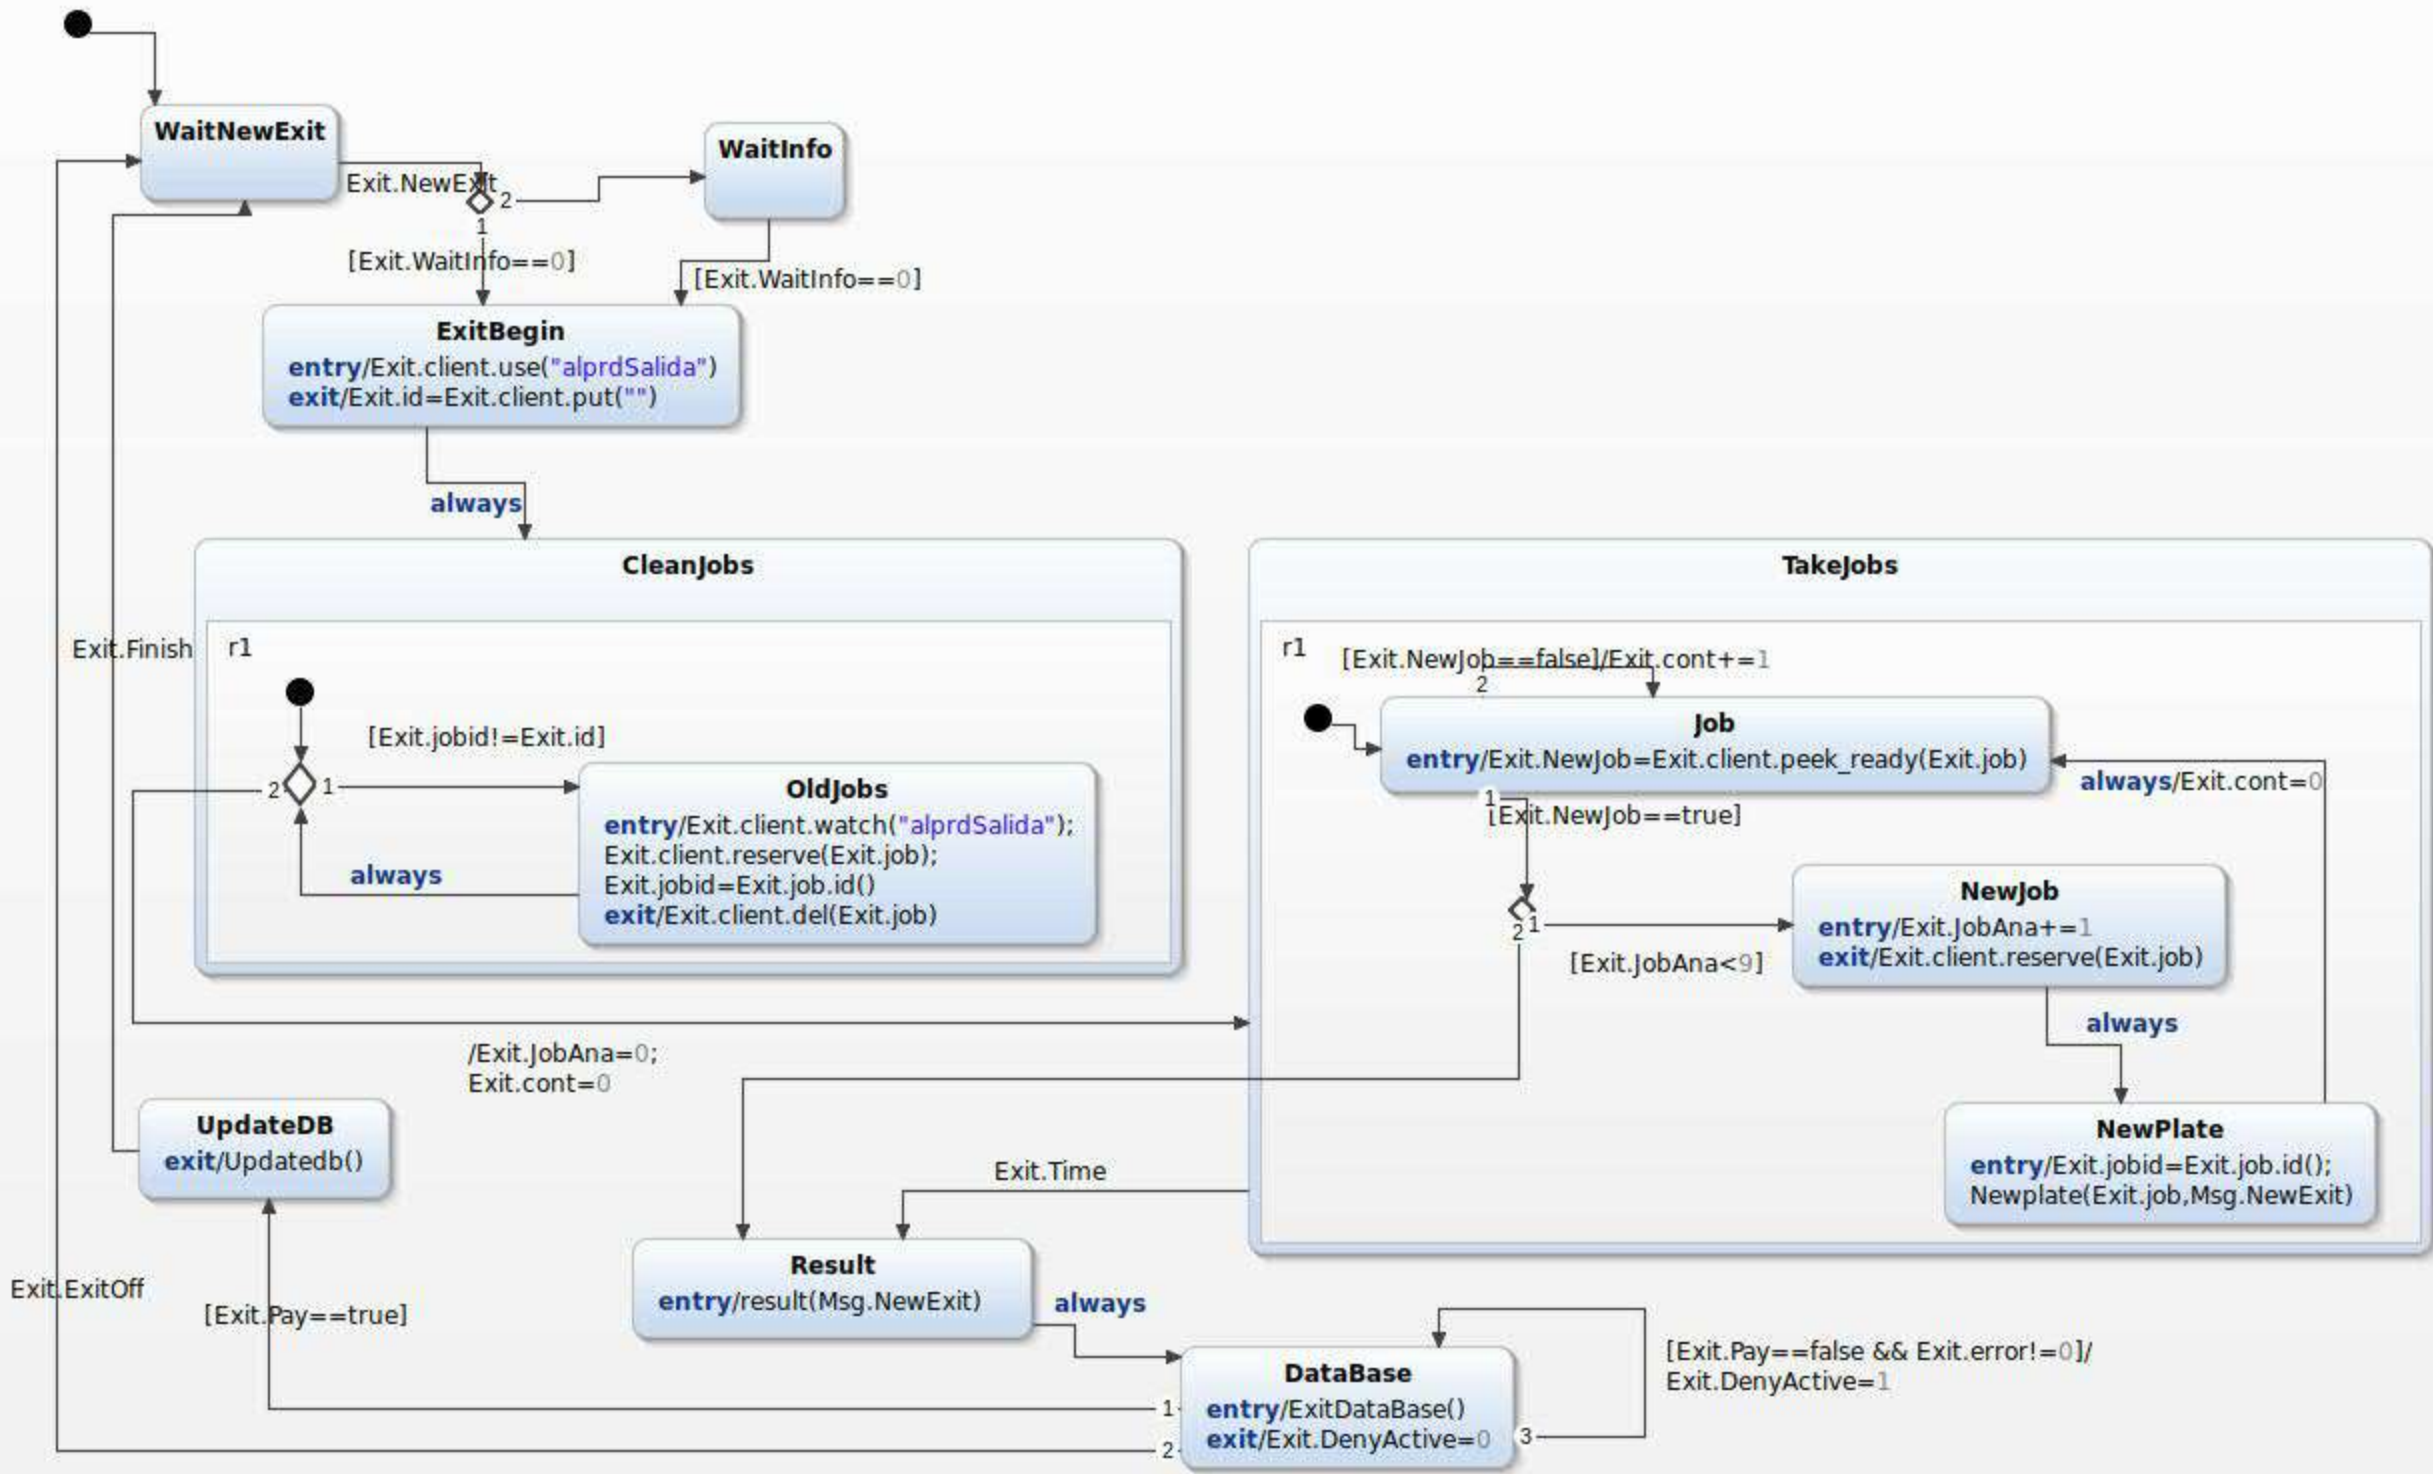 WaitNewExit
WaitInfo
Exit.NewExit
2
1
[Exit.WaitInfo==0]
[Exit.WaitInfo==0]
ExitBegin
entry/Exit.client.use("alprdSalida")
exit/Exit.id=Exit.client.put("")
always
CleanJobs
r1
Exit.Finish
[Exit.jobid!=Exit.id]
2
1
OldJobs
entry/Exit.client.watch("alprdSalida");
Exit.client.reserve(Exit.job);
Exit.jobid=Exit.job.id()
exit/Exit.client.del(Exit.job)
always
/Exit.JobAna=0;
Exit.cont=0
TakeJobs
r1
[Exit.NewJob==false]/Exit.cont+=1
2
Job
entry/Exit.NewJob=Exit.client.peek_ready(Exit.job)
always/Exit.cont=0
1
[Exit.NewJob==true]
1
2
[Exit.JobAna<9]
NewJob
entry/Exit.JobAna+=1
exit/Exit.client.reserve(Exit.job)
always
NewPlate
entry/Exit.jobid=Exit.job.id();
Newplate(Exit.job,Msg.NewExit)
UpdateDB
exit/Updatedb()
Exit.Time
Result
entry/result(Msg.NewExit)
always
Exit.ExitOff
[Exit.Pay==true]
DataBase
entry/ExitDataBase()
exit/Exit.DenyActive=0
1
2
3
[Exit.Pay==false && Exit.error!=0]/
Exit.DenyActive=1